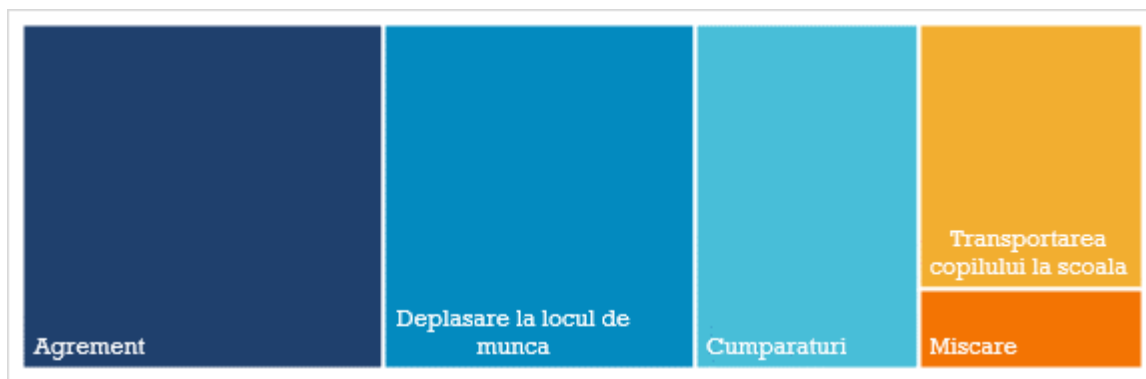 Agrement
Deplasare la locul de
munca
Cumparaturi
Transportarea
copilului la scoala
Miscare